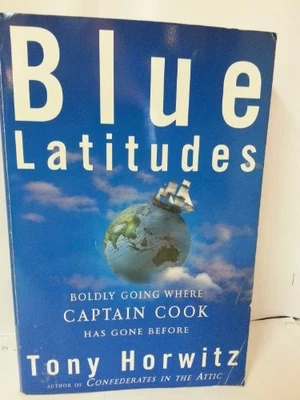 Blue
Latitudes
BOLDLY GOING WHERE
CAPTAIN COOK
HAS GONE BEFORE
Tony Horwitz
AUTHOR OF CONFEDERATES IN THE ATTIC